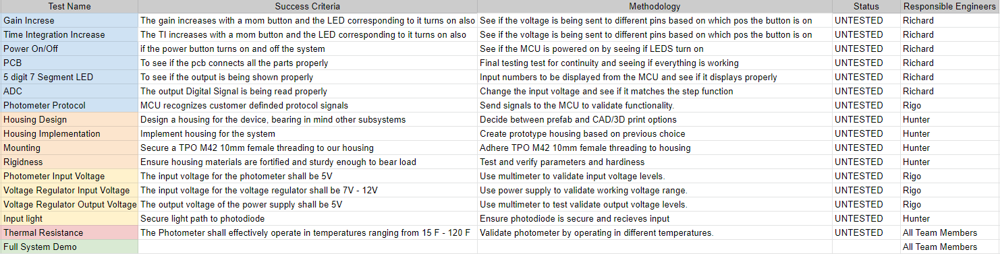 Test Name Success Criteria Methodology Status Responsible Engineers
Gain Increse The gain increases with a mom button and the LED corresponding to it turns on also See if the voltage is being sent to different pins based on which pos the button is on UNTESTED Richard
Time Integration Increase The TI increases with a mom button and the LED corresponding to it turns on also See if the voltage is being sent to different pins based on which pos the button is on UNTESTED Richard
Power On/Off if the power button turns on and off the system See if the MCU is powered on by seeing if LEDS turn on UNTESTED Richard
PCB To see if the pcb connects all the parts properly Final testing test for continuity and seeing if everything is working UNTESTED Richard
5 digit 7 Segment LED To see if the output is being shown properly Input numbers to be displayed from the MCU and see if it displays properly UNTESTED Richard
ADC The output Digital Signal is being read properly Change the input voltage and see if it matches the step function UNTESTED Richard
Photometer Protocol MCU recognizes customer definded protocol signals Send signals to the MCU to validate functionality. UNTESTED Rigo
Housing Design Design a housing for the device, bearing in mind other subsystems Decide between prefab and CAD/3D print options UNTESTED Hunter
Housing Implementation Implement housing for the system Create prototype housing based on previous choice UNTESTED Hunter
Mounting Secure a TPO M42 10mm female threading to our housing Adhere TPO M42 10mm female threading to housing UNTESTED Hunter
Rigidness Ensure housing materials are fortified and sturdy enough to bear load Test and verify parameters and hardiness UNTESTED Hunter
Photometer Input Voltage The input voltage for the photometer shall be 5V Use multimeter to validate input voltage levels. UNTESTED Rigo
Voltage Regulator Input Voltage The input voltage for the voltage regulator shall be 7V - 12V Use power supply to validate working voltage range. UNTESTED Rigo
Voltage Regulator Output Voltage The output voltage of the power supply shall be 5V Use multimeter to test validate output voltage levels. UNTESTED Rigo
Input light Secure light path to photodiode Ensure photodiode is secure and recieves input UNTESTED Hunter
Thermal Resistance The Photometer shall effectively operate in temperatures ranging from 15 F - 120 F Validate photometer by operating in different temperatures. UNTESTED All Team Members
Full System Demo All Team Members